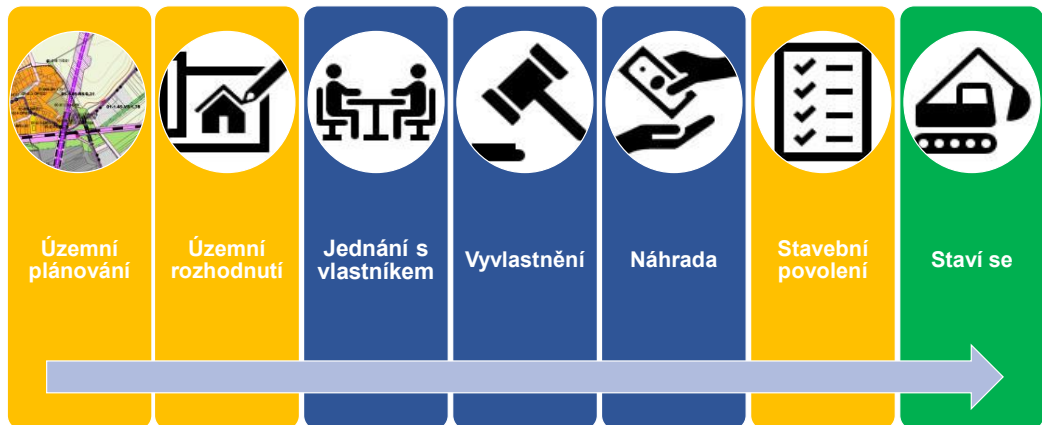 Územní
plánování
Územní
rozhodnutí
Jednání s
vlastníkem
Vyvlastnění
Náhrada
Stavební
povolení
Staví se